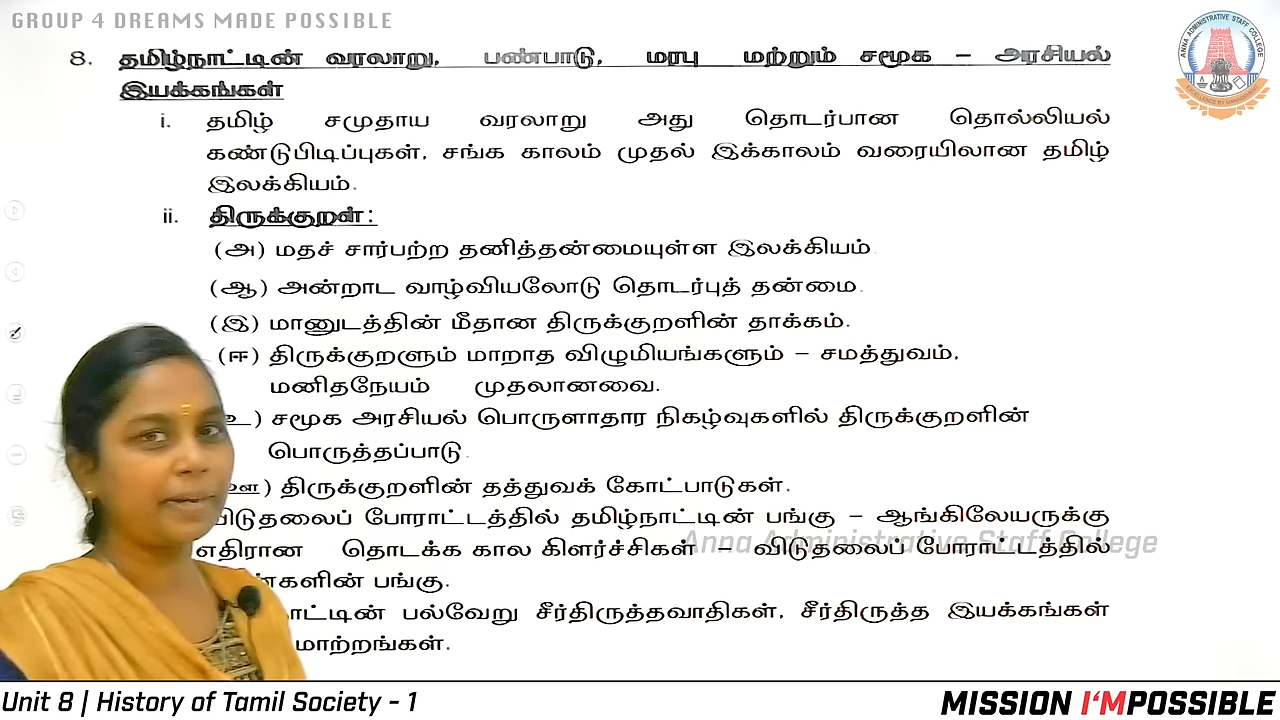 GROUP 4 DREAMS MADE POSSIBLE
ANNA ADMINISTRATIVE STAFF COLLEGE
8. தமிழ்நாட்டின் வரலாறு, பண்பாடு, மரபு மற்றும் சமூக – அரசியல்
இயக்கங்கள்
i. தமிழ் சமுதாய வரலாறு அது தொடர்பான தொல்லியல்
கண்டுபிடிப்புகள், சங்க காலம் முதல் இக்காலம் வரையிலான தமிழ்
இலக்கியம்.
ii. திருக்குறள்:
(அ) மதச் சார்பற்ற தனித்தன்மையுள்ள இலக்கியம்
(ஆ) அன்றாட வாழ்வியலோடு தொடர்புத் தன்மை.
(இ) மானுடத்தின் மீதான திருக்குறளின் தாக்கம்.
(ஈ) திருக்குறளும் மாறாத விழுமியங்களும் – சமத்துவம்,
மனிதநேயம் முதலானவை.
உ) சமூக அரசியல் பொருளாதார நிகழ்வுகளில் திருக்குறளின்
பொருத்தப்பாடு.
ஊ) திருக்குறளின் தத்துவக் கோட்பாடுகள்.
விடுதலைப் போராட்டத்தில் தமிழ்நாட்டின் பங்கு – ஆங்கிலேயருக்கு
எதிரான தொடக்க கால கிளர்ச்சிகள் – விடுதலைப் போராட்டத்தில்
Anna Administrative Staff College
பங்கு.
பல்வேறு சீர்திருத்தவாதிகள், சீர்திருத்த இயக்கங்கள்
மாற்றங்கள்.
Unit 8 | History of Tamil Society - 1
MISSION I'MPOSSIBLE